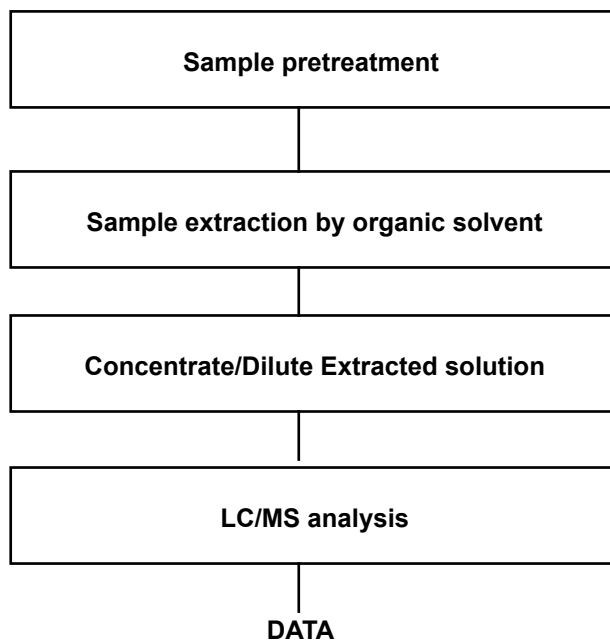 Sample pretreatment
Sample extraction by organic solvent
Concentrate/Dilute Extracted solution
LC/MS analysis
DATA